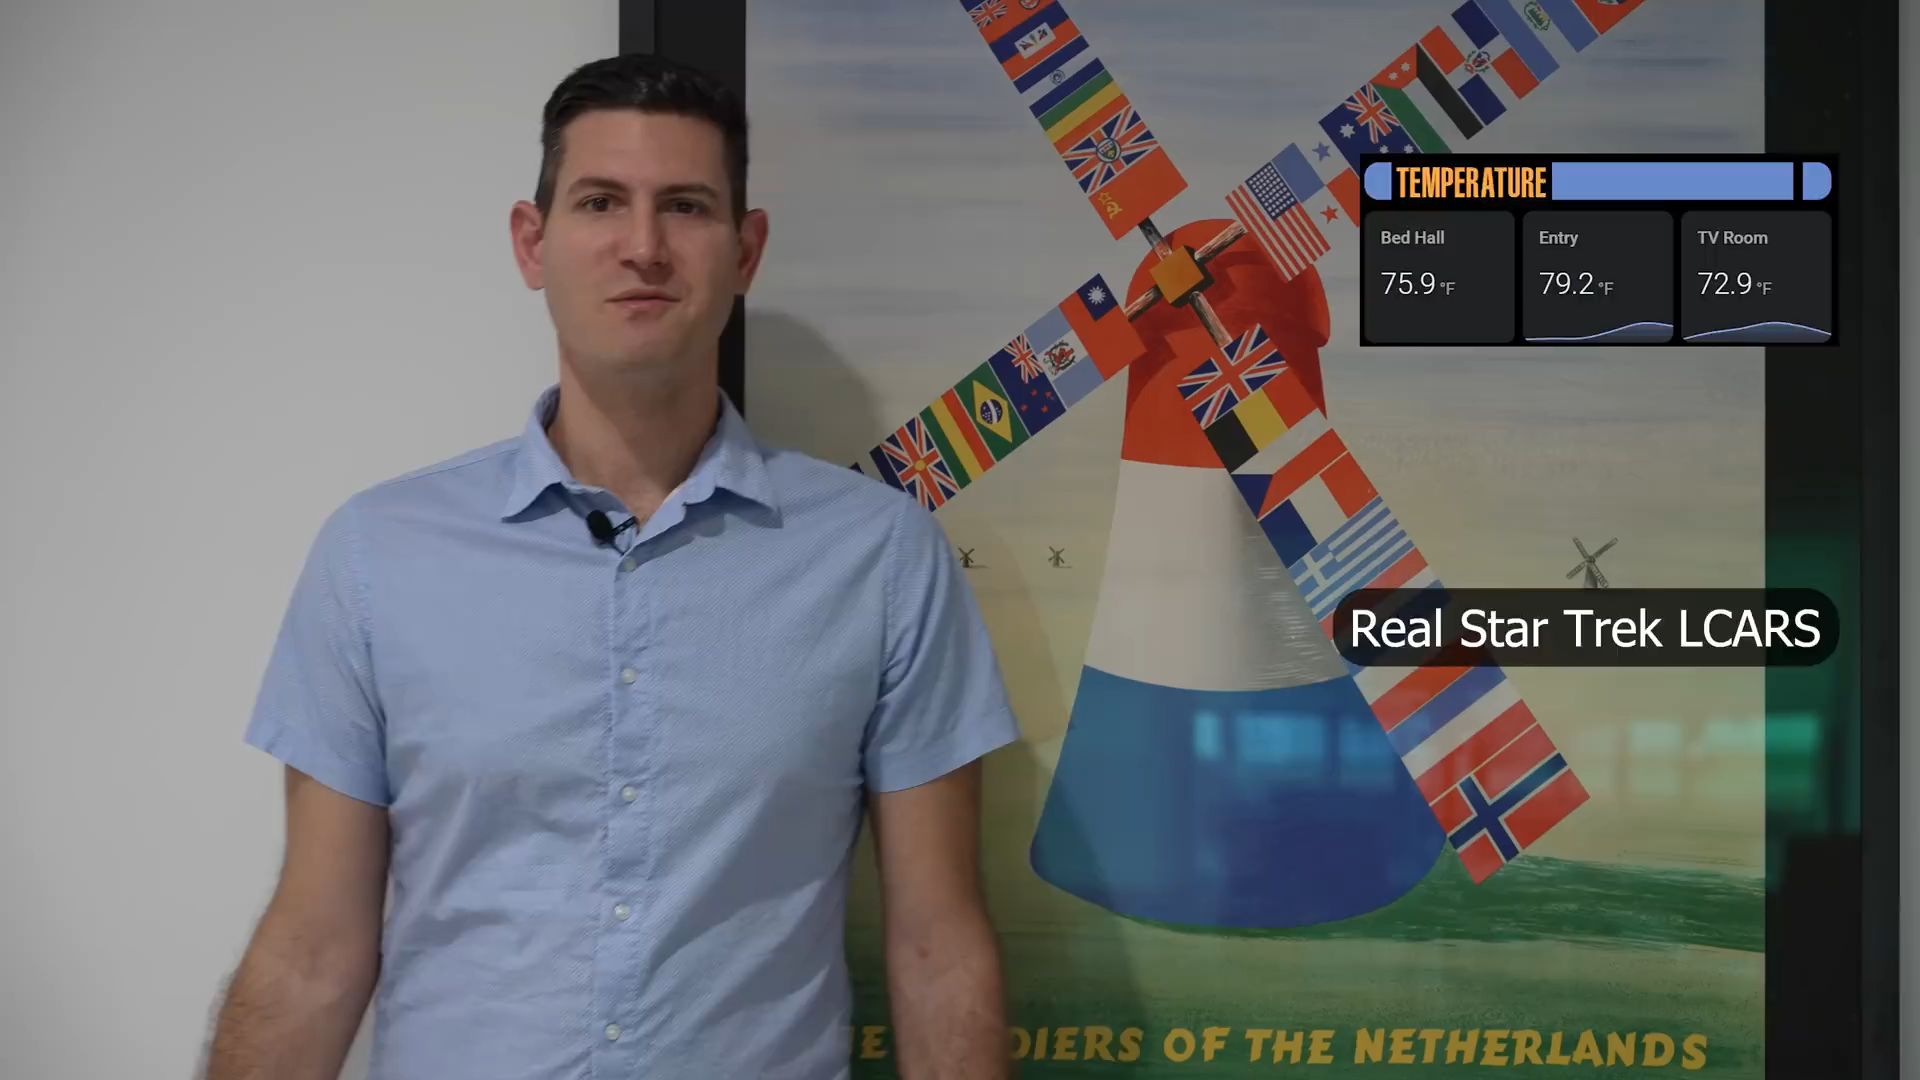 TEMPERATURE
Bed Hall
75.9 °F
Entry
79.2 °F
TV Room
72.9 °F
Real Star Trek LCARS
OF THE NETHERLANDS